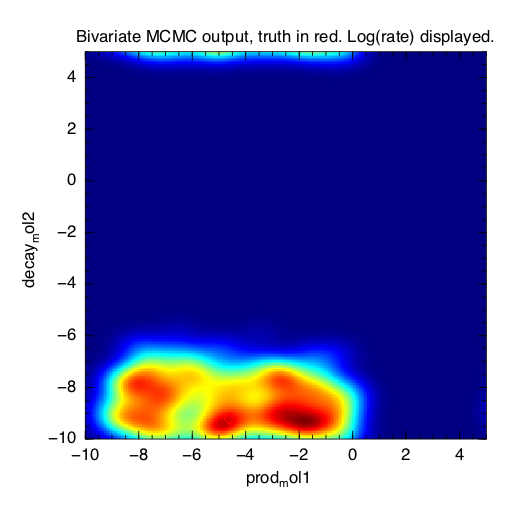 Bivariate MCMC output, truth in red. Log(rate) displayed.
4
2
0
−2
−4
−6
−8
−10
decay_mol2
−10 −8 −6 −4 −2 0 2 4
prod_mol1